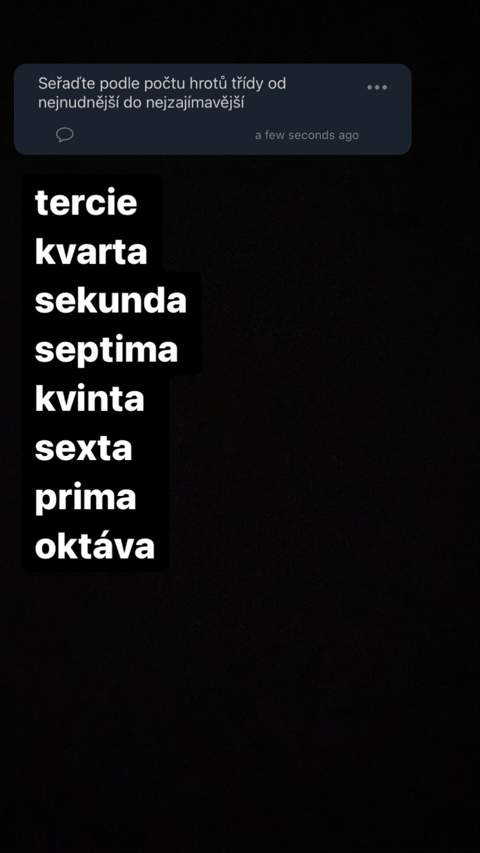 Seřaďte podle počtu hrotů třídy od
nejnudnější do nejzajímavější
a few seconds ago
tercie
kvarta
sekunda
septima
kvinta
sexta
prima
oktáva